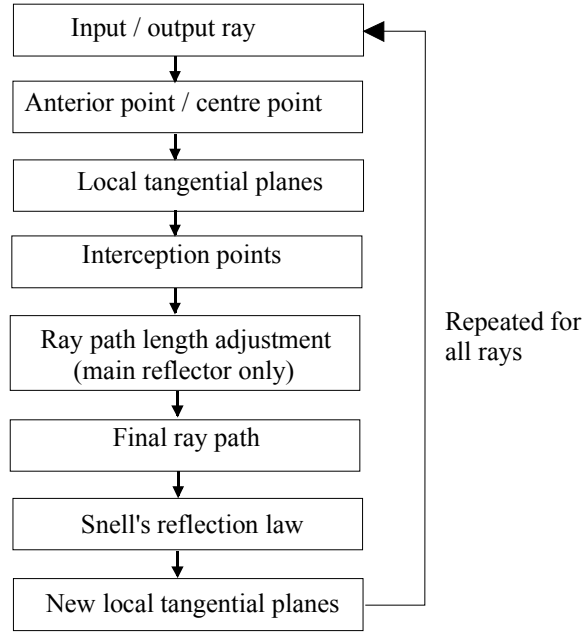 Input / output ray
Anterior point / centre point
Local tangential planes
Interception points
Ray path length adjustment
(main reflector only)
Final ray path
Snell's reflection law
New local tangential planes
Repeated for
all rays